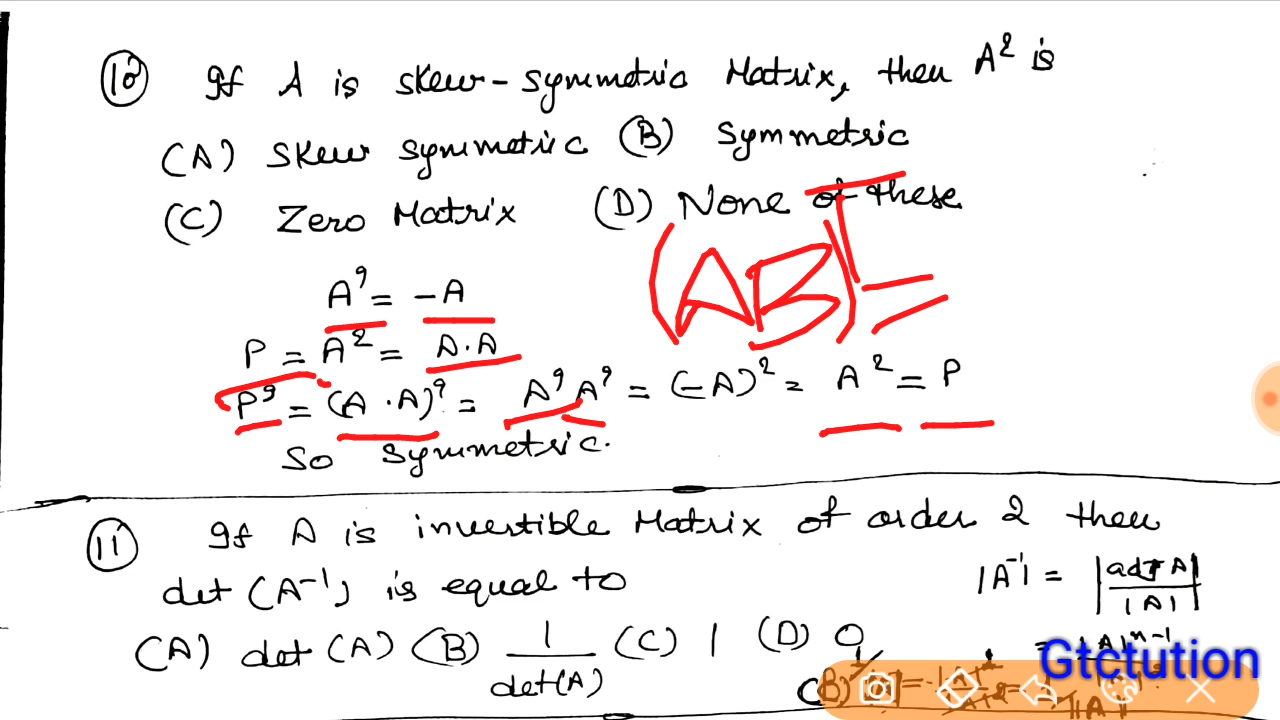 10 If A is skew-symmetric Matrix, then A² is
(A) Skew symmetric (B) Symmetric
(C) Zero Matrix (D) None of these
(AB)ᵀ =
A' = -A
P = A² = A·A
P' = (A·A)' = A'A' = (-A)² = A² = P
So Symmetric.
11 If A is invertible Matrix of order 2 then
det (A⁻¹) is equal to
|A⁻¹| = |adj A| / |A|
(A) det (A) (B) 1/det(A) (C) 1 (D) 0
= |A|ⁿ⁻¹
(B)
Gtctution